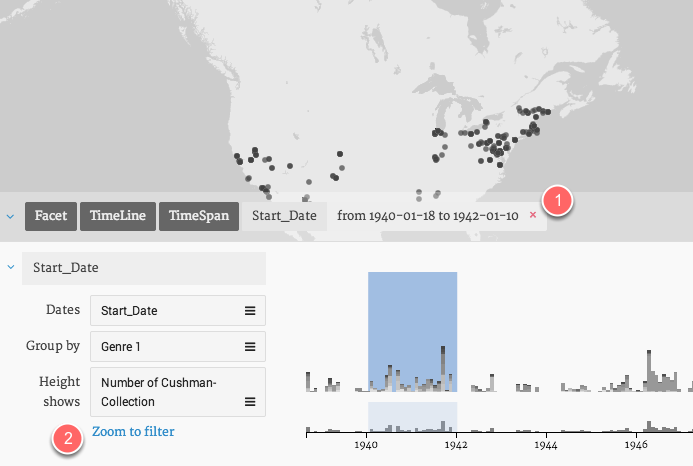 1
Facet TimeLine TimeSpan Start_Date from 1940-01-18 to 1942-01-10 ×
Start_Date
Dates Start_Date
Group by Genre 1
Height shows Number of Cushman-
Collection
2 Zoom to filter
1940 1942 1944 1946